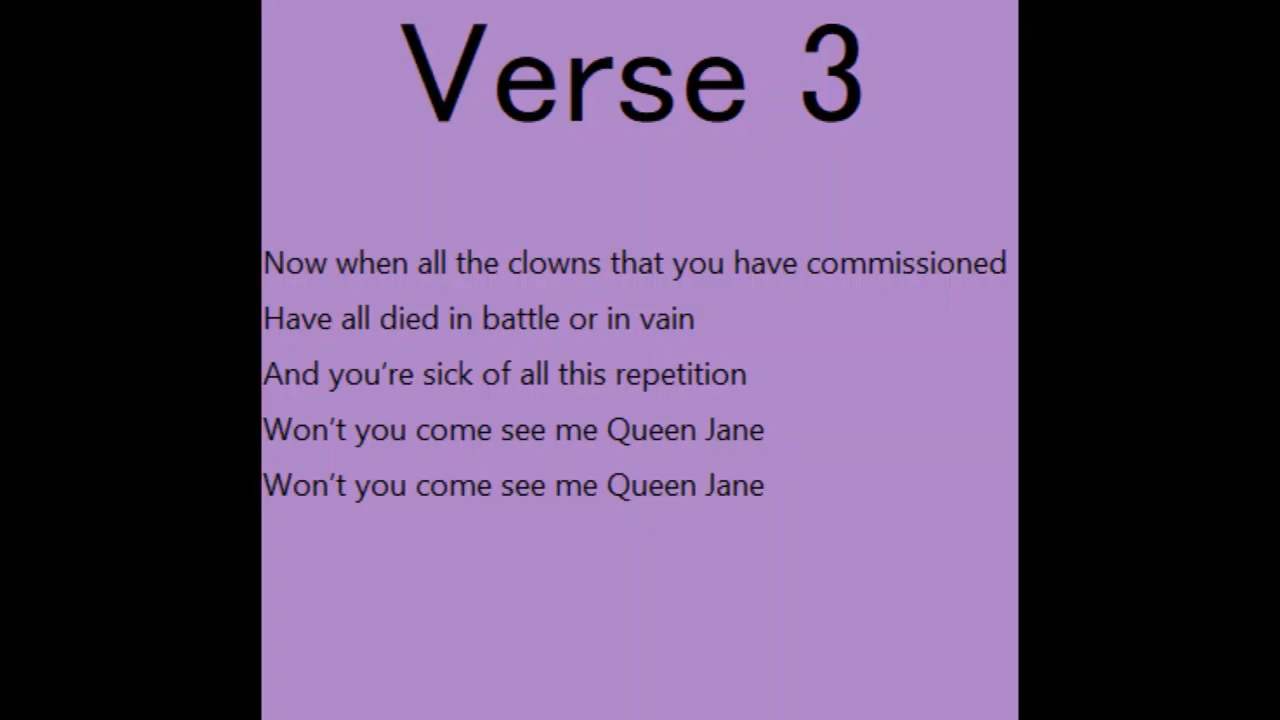 Verse 3
Now when all the clowns that you have commissioned
Have all died in battle or in vain
And you’re sick of all this repetition
Won’t you come see me Queen Jane
Won’t you come see me Queen Jane